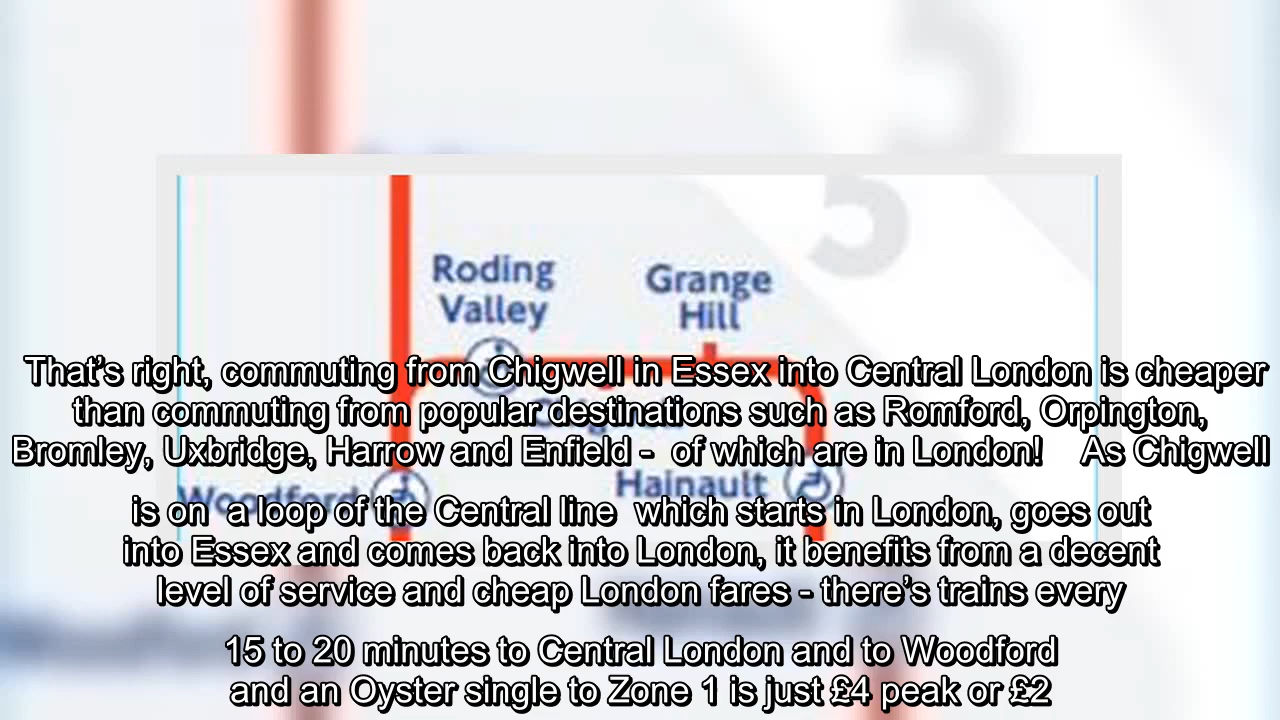 5
5
Roding
Valley
Grange
Hill
That's right, commuting from Chigwell in Essex into Central London is cheaper
than commuting from popular destinations such as Romford, Orpington,
Bromley, Uxbridge, Harrow and Enfield - of which are in London! As Chigwell
Woodford
Hainault
is on a loop of the Central line which starts in London, goes out
into Essex and comes back into London, it benefits from a decent
level of service and cheap London fares - there's trains every
15 to 20 minutes to Central London and to Woodford
and an Oyster single to Zone 1 is just £4 peak or £2